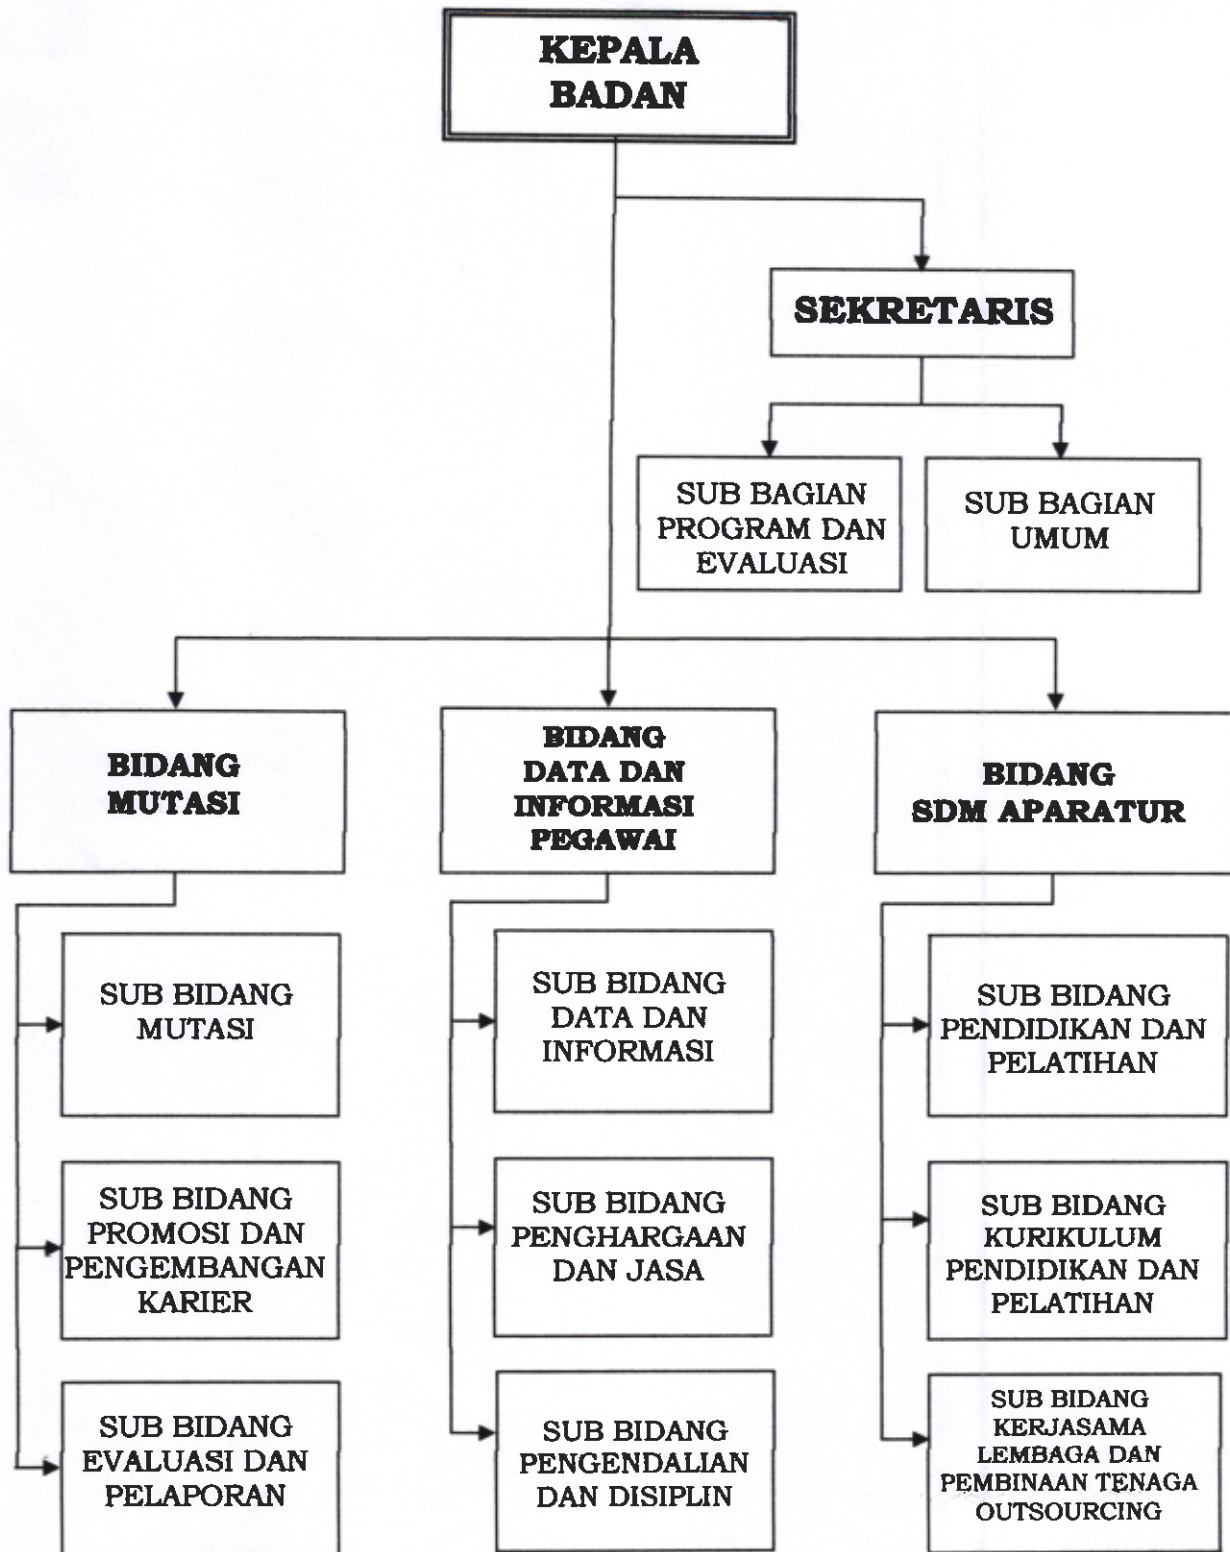 KEPALA
BADAN
SEKRETARIS
SUB BAGIAN
PROGRAM DAN
EVALUASI
SUB BAGIAN
UMUM
BIDANG
MUTASI
BIDANG
DATA DAN
INFORMASI
PEGAWAI
BIDANG
SDM APARATUR
SUB BIDANG
MUTASI
SUB BIDANG
PROMOSI DAN
PENGEMBANGAN
KARIER
SUB BIDANG
EVALUASI DAN
PELAPORAN
SUB BIDANG
DATA DAN
INFORMASI
SUB BIDANG
PENGHARGAAN
DAN JASA
SUB BIDANG
PENGENDALIAN
DAN DISIPLIN
SUB BIDANG
PENDIDIKAN DAN
PELATIHAN
SUB BIDANG
KURIKULUM
PENDIDIKAN DAN
PELATIHAN
SUB BIDANG
KERJASAMA
LEMBAGA DAN
PEMBINAAN TENAGA
OUTSOURCING